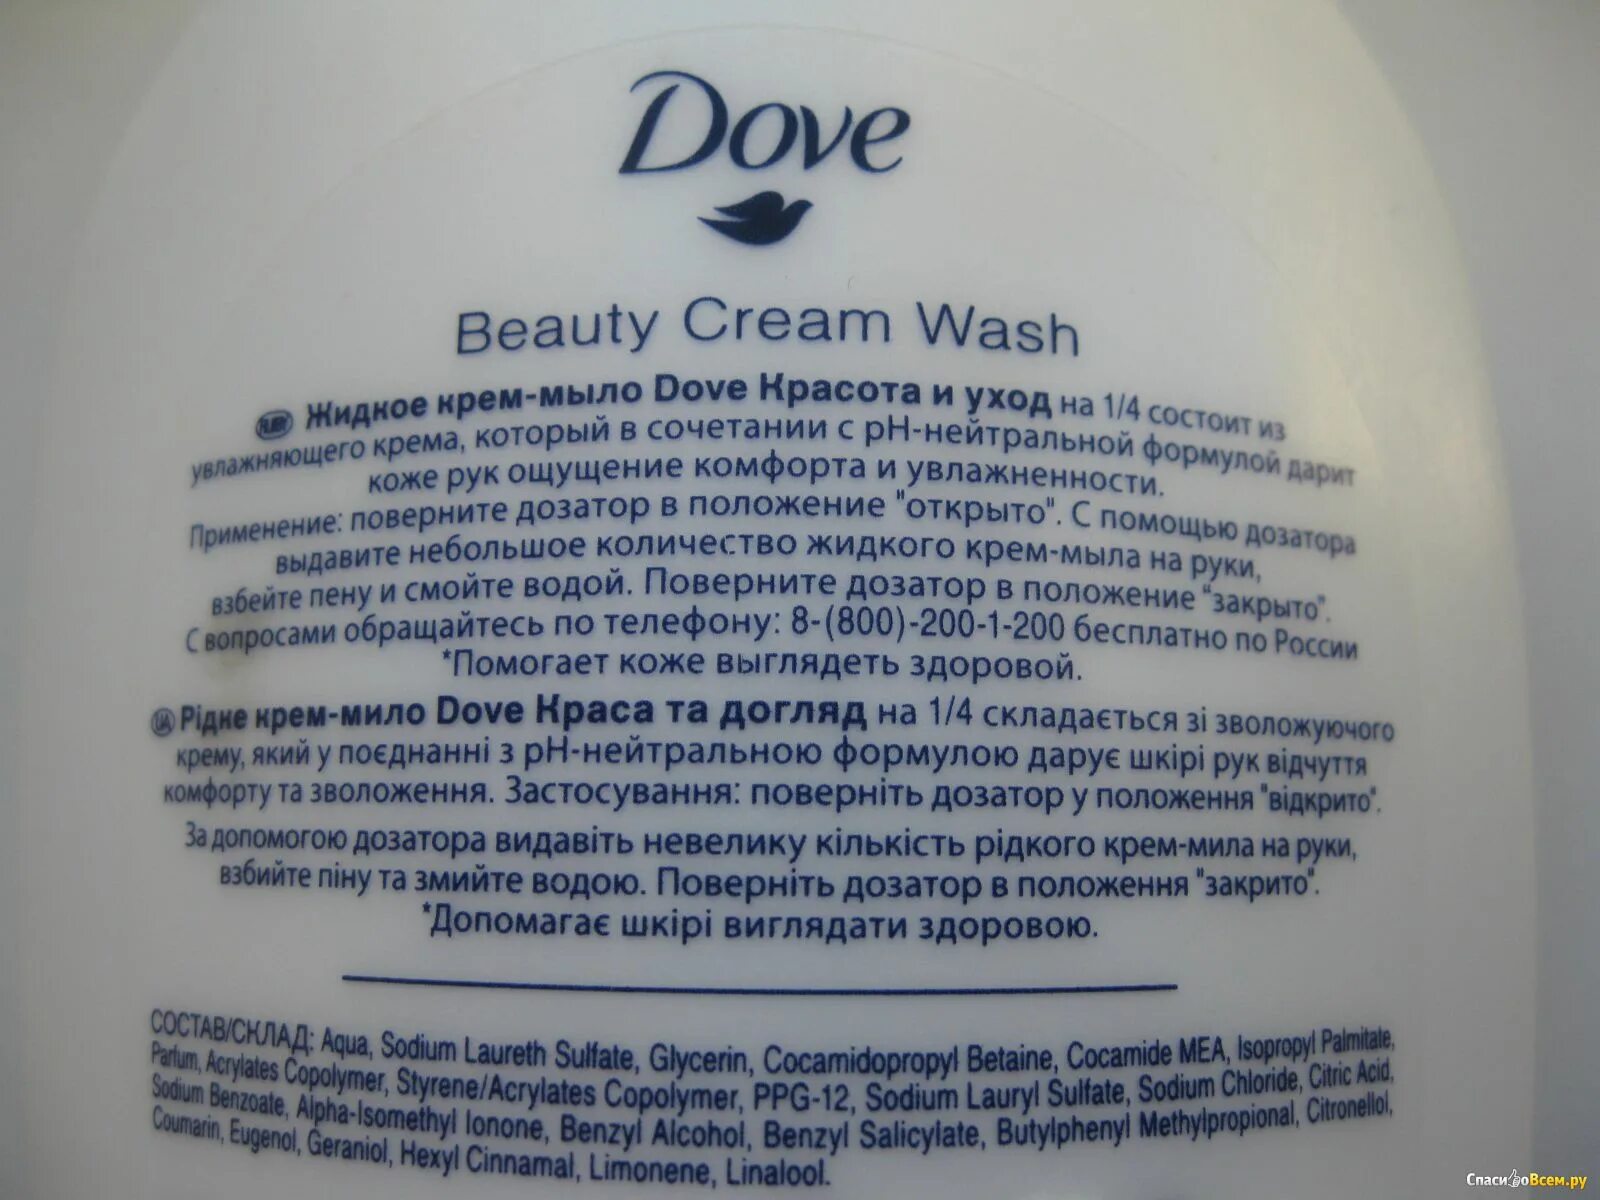 Dove
Beauty Cream Wash
Жидкое крем-мыло Dove Красота и уход на 1/4 состоит из
увлажняющего крема, который в сочетании с pH-нейтральной формулой дарит
коже рук ощущение комфорта и увлажненности.
Применение: поверните дозатор в положение "открыто". С помощью дозатора
выдавите небольшое количество жидкого крем-мыла на руки,
взбейте пену и смойте водой. Поверните дозатор в положение "закрыто".
С вопросами обращайтесь по телефону: 8-(800)-200-1-200 бесплатно по России
*Помогает коже выглядеть здоровой.
UA Рідне крем-мило Dove Краса та догляд на 1/4 складається зі зволожуючого
крему, який у поєднанні з pH-нейтральною формулою дарує шкірі рук відчуття
комфорту та зволоження. Застосування: поверніть дозатор у положення "відкрито".
За допомогою дозатора видавіть невелику кількість рідкого крем-мила на руки,
взбийте піну та змийте водою. Поверніть дозатор в положення "закрито".
*Допомагає шкірі виглядати здоровою.
СОСТАВ/СКЛАД: Aqua, Sodium Laureth Sulfate, Glycerin, Cocamidopropyl Betaine, Cocamide MEA, Isopropyl Palmitate,
Parfum, Acrylates Copolymer, Styrene/Acrylates Copolymer, PPG-12, Sodium Lauryl Sulfate, Sodium Chloride, Citric Acid,
Sodium Benzoate, Alpha-Isomethyl Ionone, Benzyl Alcohol, Benzyl Salicylate, Butylphenyl Methylpropional, Citronellol,
Coumarin, Eugenol, Geraniol, Hexyl Cinnamal, Limonene, Linalool.
СпасибоВсем.ру